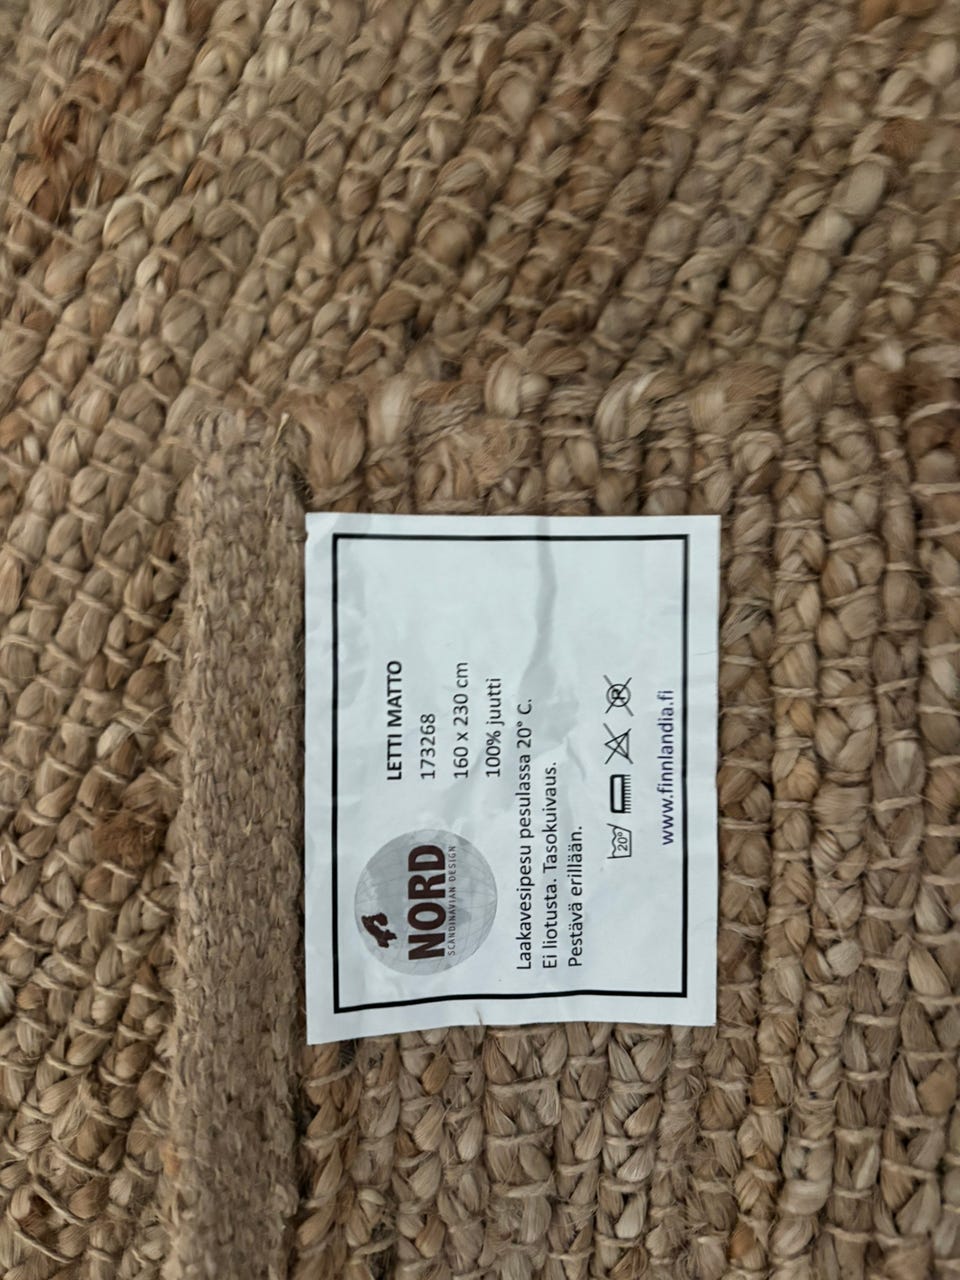 NORD
SCANDINAVIAN DESIGN
LETTI MATTO
173268
160 x 230 cm
100% juutti
Laakavesipesu pesulassa 20° C.
Ei liotusta. Tasokuivaus.
Pestävä erillään.
20° P
www.finnlandia.fi